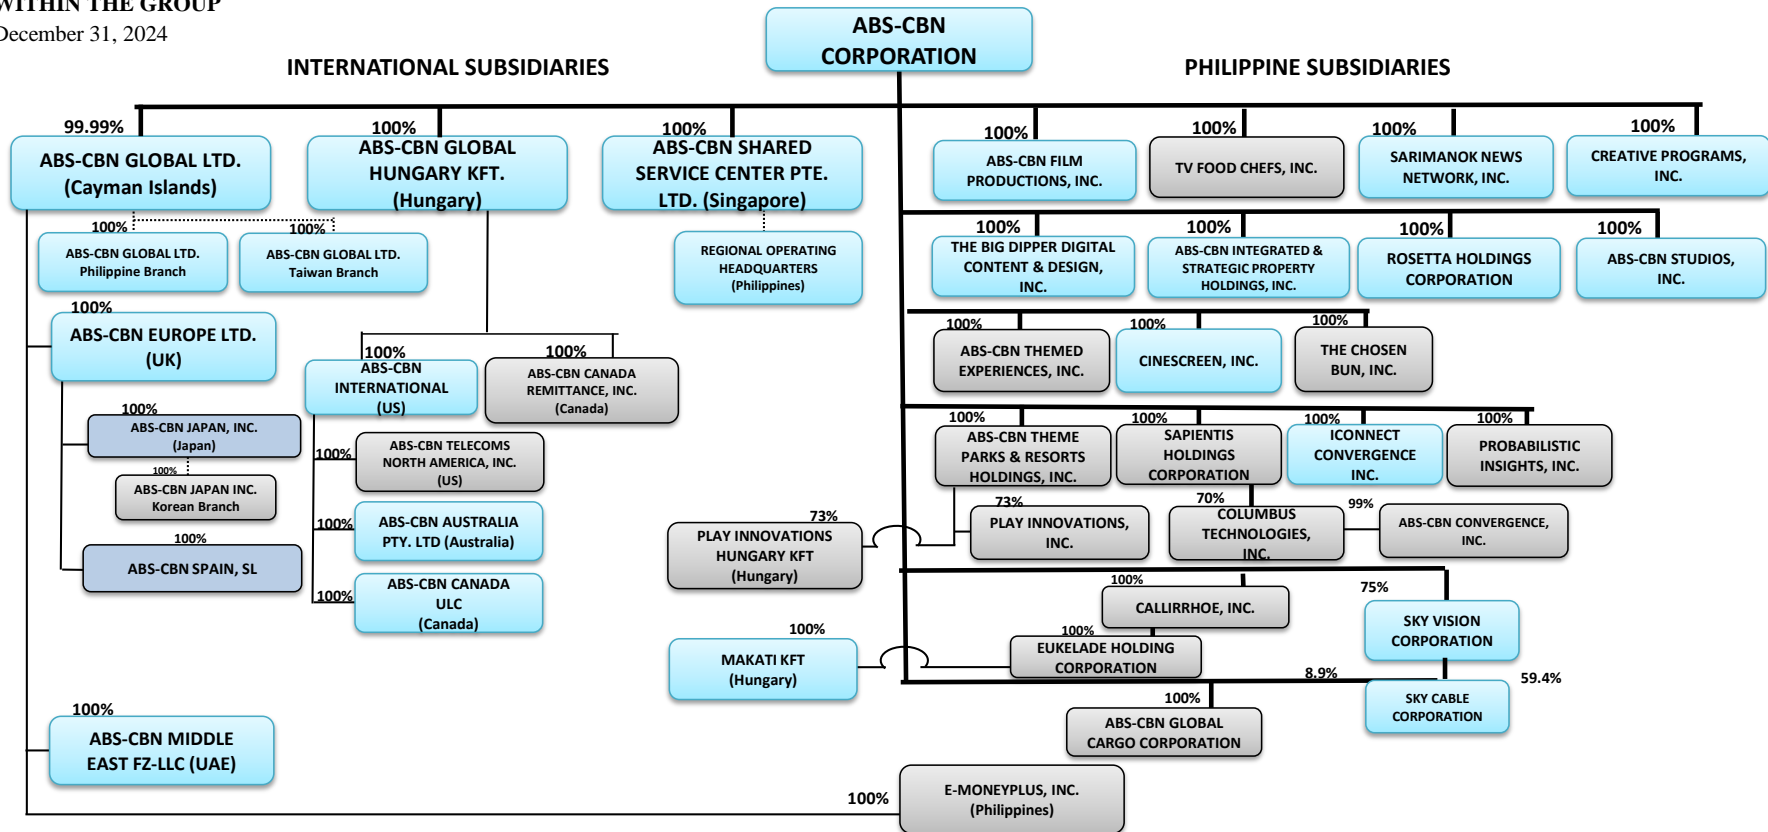 WITHIN THE GROUP
December 31, 2024
ABS-CBN
CORPORATION
INTERNATIONAL SUBSIDIARIES
PHILIPPINE SUBSIDIARIES
99.99%
ABS-CBN GLOBAL LTD.
(Cayman Islands)
100%
ABS-CBN GLOBAL
HUNGARY KFT.
(Hungary)
100%
ABS-CBN SHARED
SERVICE CENTER PTE.
LTD. (Singapore)
100%
ABS-CBN FILM
PRODUCTIONS, INC.
100%
TV FOOD CHEFS, INC.
100%
SARIMANOK NEWS
NETWORK, INC.
100%
CREATIVE PROGRAMS,
INC.
100%
ABS-CBN GLOBAL LTD.
Philippine Branch
100%
ABS-CBN GLOBAL LTD.
Taiwan Branch
REGIONAL OPERATING
HEADQUARTERS
(Philippines)
100%
THE BIG DIPPER DIGITAL
CONTENT & DESIGN,
INC.
100%
ABS-CBN INTEGRATED &
STRATEGIC PROPERTY
HOLDINGS, INC.
100%
ROSETTA HOLDINGS
CORPORATION
100%
ABS-CBN STUDIOS,
INC.
100%
ABS-CBN EUROPE LTD.
(UK)
100%
ABS-CBN
INTERNATIONAL
(US)
100%
ABS-CBN CANADA
REMITTANCE, INC.
(Canada)
100%
ABS-CBN THEMED
EXPERIENCES, INC.
100%
CINESCREEN, INC.
100%
THE CHOSEN
BUN, INC.
100%
ABS-CBN JAPAN, INC.
(Japan)
100%
ABS-CBN JAPAN INC.
Korean Branch
100%
ABS-CBN SPAIN, SL
100%
ABS-CBN TELECOMS
NORTH AMERICA, INC.
(US)
100%
ABS-CBN AUSTRALIA
PTY. LTD (Australia)
100%
ABS-CBN CANADA
ULC
(Canada)
100%
ABS-CBN THEME
PARKS & RESORTS
HOLDINGS, INC.
100%
SAPIENTIS
HOLDINGS
CORPORATION
100%
ICONNECT
CONVERGENCE
INC.
100%
PROBABILISTIC
INSIGHTS, INC.
73%
PLAY INNOVATIONS
HUNGARY KFT
(Hungary)
73%
PLAY INNOVATIONS,
INC.
70%
COLUMBUS
TECHNOLOGIES,
INC.
99%
ABS-CBN CONVERGENCE,
INC.
100%
CALLIRRHOE, INC.
75%
SKY VISION
CORPORATION
100%
MAKATI KFT
(Hungary)
100%
EUKELADE HOLDING
CORPORATION
8.9%
59.4%
SKY CABLE
CORPORATION
100%
ABS-CBN GLOBAL
CARGO CORPORATION
100%
ABS-CBN MIDDLE
EAST FZ-LLC (UAE)
100%
E-MONEYPLUS, INC.
(Philippines)